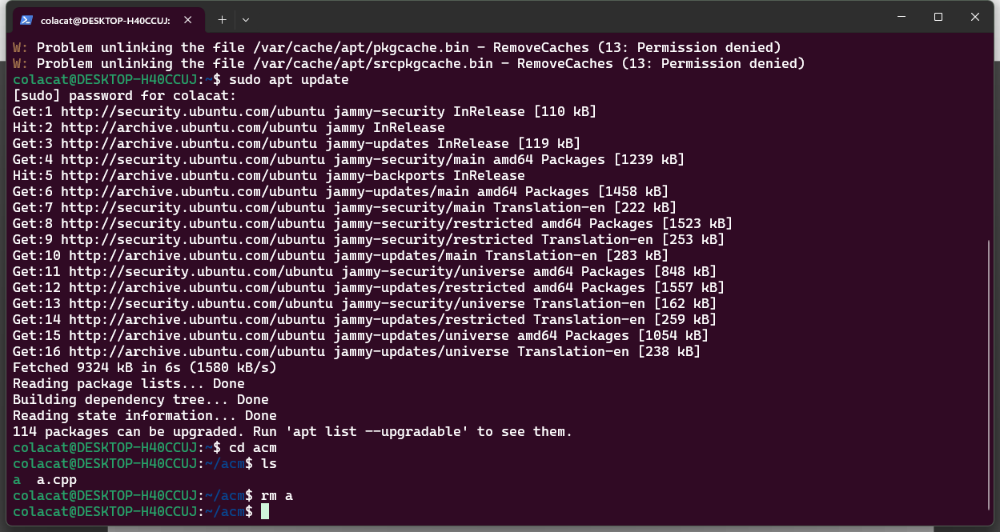 colacat@DESKTOP-H40CCUJ:
W: Problem unlinking the file /var/cache/apt/pkgcache.bin - RemoveCaches (13: Permission denied)
W: Problem unlinking the file /var/cache/apt/srcpkgcache.bin - RemoveCaches (13: Permission denied)
colacat@DESKTOP-H40CCUJ:~$ sudo apt update
[sudo] password for colacat:
Get:1 http://security.ubuntu.com/ubuntu jammy-security InRelease [110 kB]
Hit:2 http://archive.ubuntu.com/ubuntu jammy InRelease
Get:3 http://archive.ubuntu.com/ubuntu jammy-updates InRelease [119 kB]
Get:4 http://security.ubuntu.com/ubuntu jammy-security/main amd64 Packages [1239 kB]
Hit:5 http://archive.ubuntu.com/ubuntu jammy-backports InRelease
Get:6 http://archive.ubuntu.com/ubuntu jammy-updates/main amd64 Packages [1458 kB]
Get:7 http://security.ubuntu.com/ubuntu jammy-security/main Translation-en [222 kB]
Get:8 http://security.ubuntu.com/ubuntu jammy-security/restricted amd64 Packages [1523 kB]
Get:9 http://security.ubuntu.com/ubuntu jammy-security/restricted Translation-en [253 kB]
Get:10 http://archive.ubuntu.com/ubuntu jammy-updates/main Translation-en [283 kB]
Get:11 http://security.ubuntu.com/ubuntu jammy-security/universe amd64 Packages [848 kB]
Get:12 http://archive.ubuntu.com/ubuntu jammy-updates/restricted amd64 Packages [1557 kB]
Get:13 http://security.ubuntu.com/ubuntu jammy-security/universe Translation-en [162 kB]
Get:14 http://archive.ubuntu.com/ubuntu jammy-updates/restricted Translation-en [259 kB]
Get:15 http://archive.ubuntu.com/ubuntu jammy-updates/universe amd64 Packages [1054 kB]
Get:16 http://archive.ubuntu.com/ubuntu jammy-updates/universe Translation-en [238 kB]
Fetched 9324 kB in 6s (1580 kB/s)
Reading package lists... Done
Building dependency tree... Done
Reading state information... Done
114 packages can be upgraded. Run 'apt list --upgradable' to see them.
colacat@DESKTOP-H40CCUJ:~$ cd acm
colacat@DESKTOP-H40CCUJ:~/acm$ ls
a  a.cpp
colacat@DESKTOP-H40CCUJ:~/acm$ rm a
colacat@DESKTOP-H40CCUJ:~/acm$